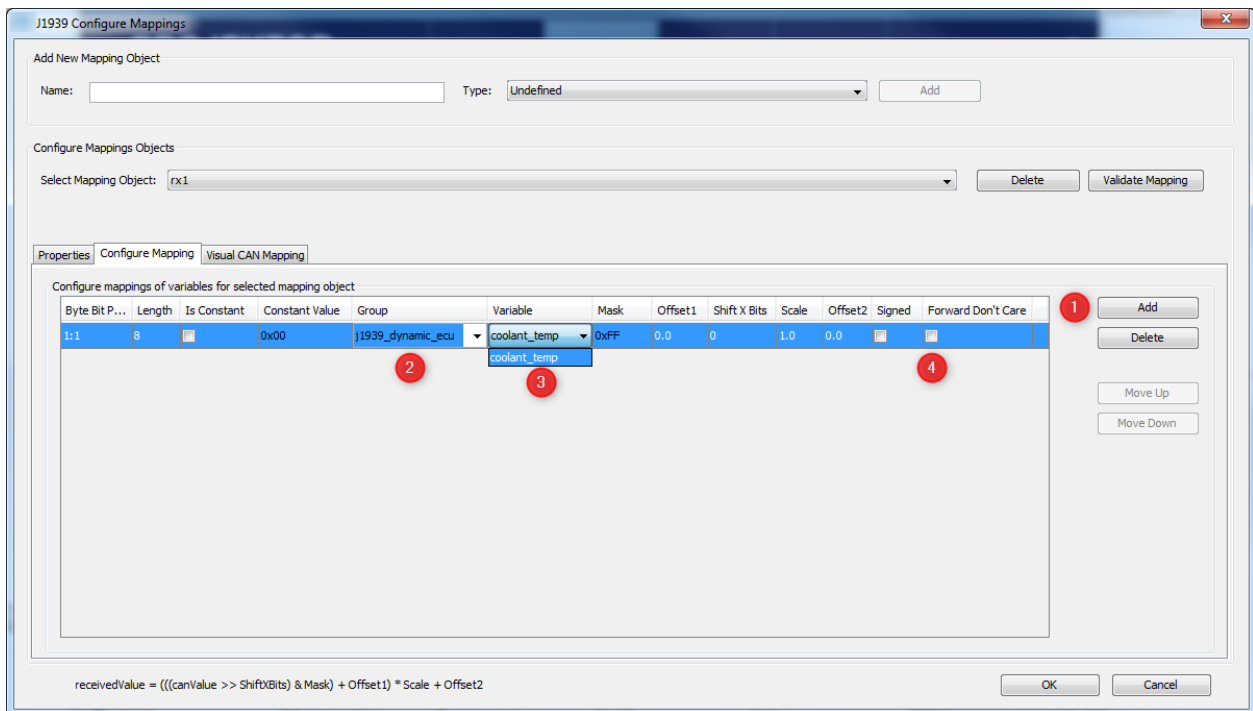 J1939 Configure Mappings
Add New Mapping Object
Name: Type: Undefined Add
Configure Mappings Objects
Select Mapping Object: rx1 Delete Validate Mapping
Properties Configure Mapping Visual CAN Mapping
Configure mappings of variables for selected mapping object
Byte Bit P... Length Is Constant Constant Value Group Variable Mask Offset1 Shift X Bits Scale Offset2 Signed Forward Don't Care 1 Add
1:1 8 0x00 j1939_dynamic_ecu coolant_temp 0xFF 0.0 0 1.0 0.0 Delete
coolant_temp
2 3 4
Move Up
Move Down
receivedValue = (((canValue >> ShiftXBits) & Mask) + Offset1) * Scale + Offset2 OK Cancel